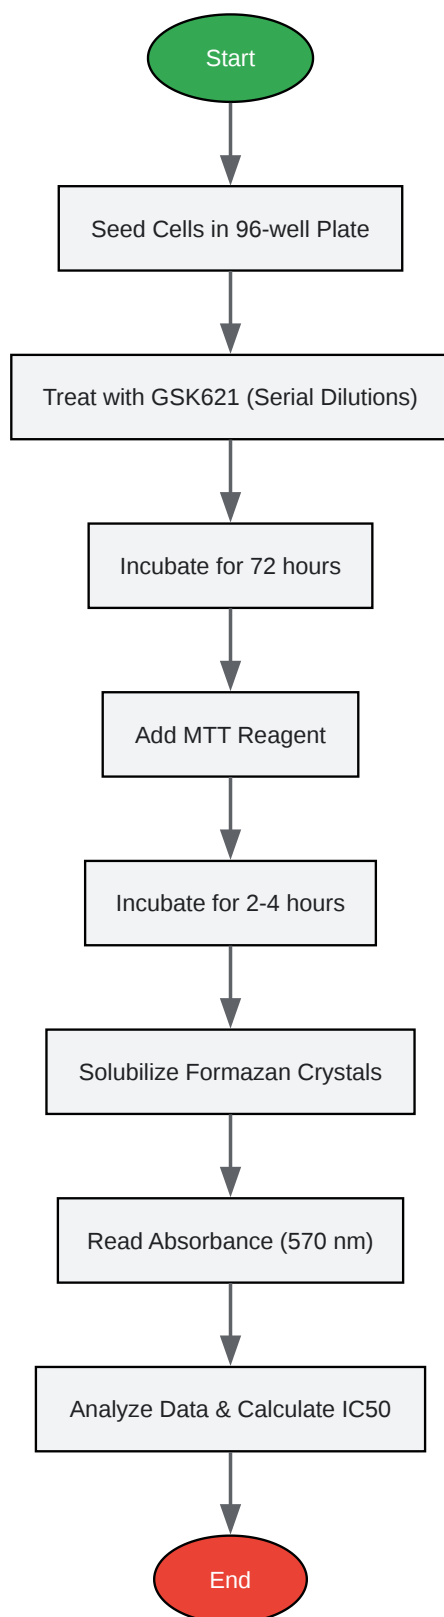 Start
Seed Cells in 96-well Plate
Treat with GSK621 (Serial Dilutions)
Incubate for 72 hours
Add MTT Reagent
Incubate for 2-4 hours
Solubilize Formazan Crystals
Read Absorbance (570 nm)
Analyze Data & Calculate IC50
End